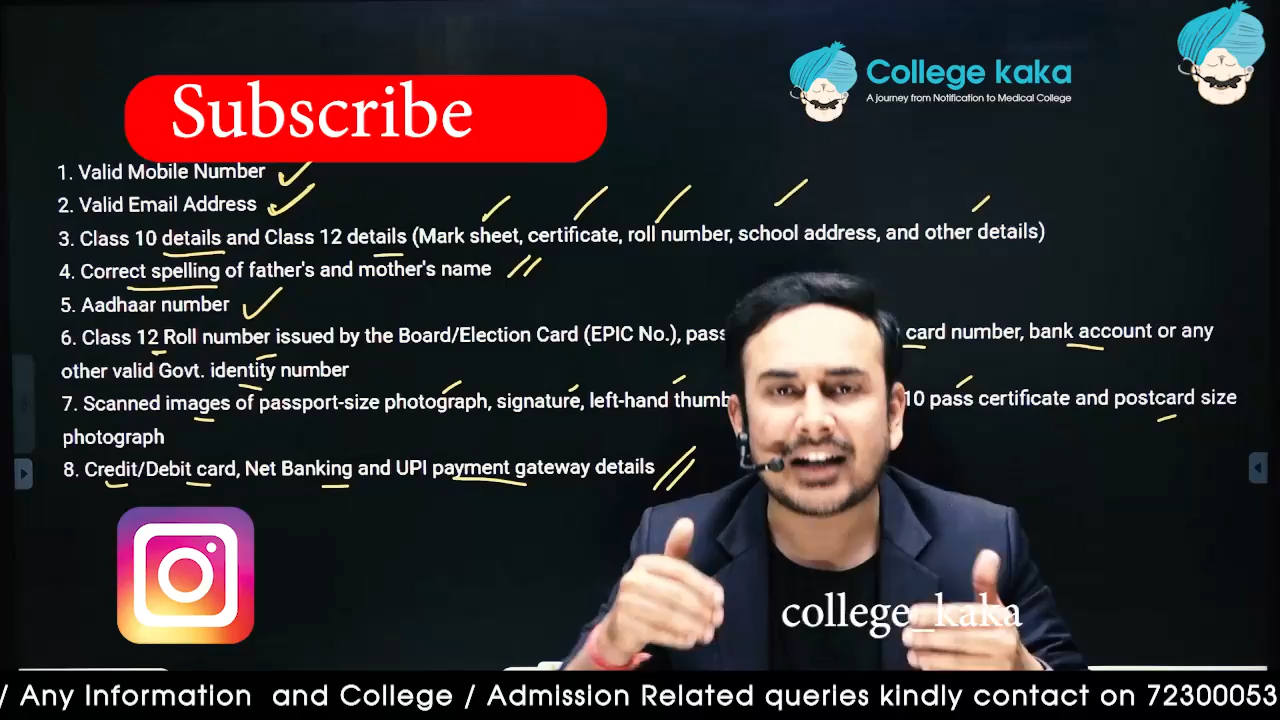 College kaka
A journey from Notification to Medical College
Subscribe
1. Valid Mobile Number
2. Valid Email Address
3. Class 10 details and Class 12 details (Mark sheet, certificate, roll number, school address, and other details)
4. Correct spelling of father's and mother's name
5. Aadhaar number
6. Class 12 Roll number issued by the Board/Election Card (EPIC No.), card number, bank account or any
other valid Govt. identity number
7. Scanned images of passport-size photograph, signature, left-hand 10 pass certificate and postcard size
photograph
8. Credit/Debit card, Net Banking and UPI payment gateway details
college_kaka
/ Any Information and College / Admission Related queries kindly contact on 72300053